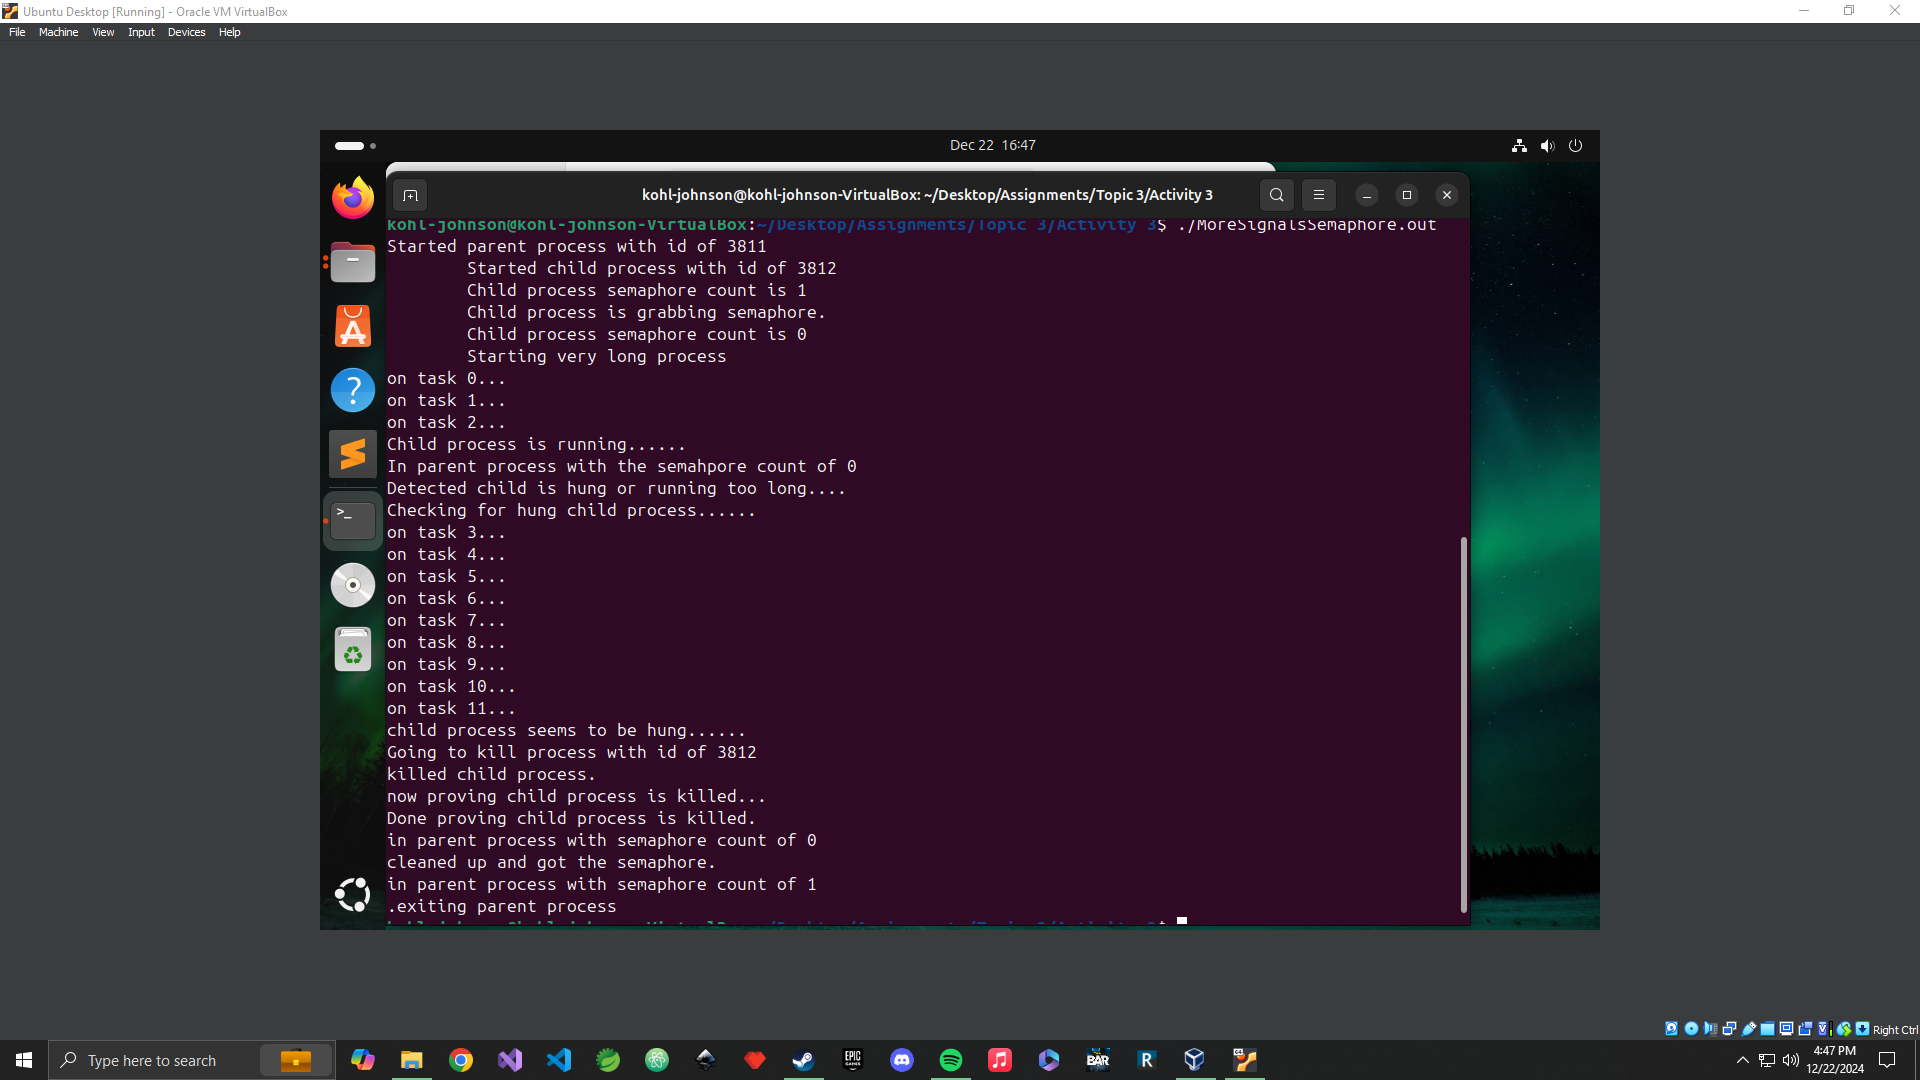 Ubuntu Desktop [Running] - Oracle VM VirtualBox
File Machine View Input Devices Help
Dec 22 16:47
kohl-johnson@kohl-johnson-VirtualBox: ~/Desktop/Assignments/Topic 3/Activity 3
kohl-johnson@kohl-johnson-VirtualBox:~/Desktop/Assignments/Topic 3/Activity 3$ ./MoreSignalsSemaphore.out
Started parent process with id of 3811
Started child process with id of 3812
Child process semaphore count is 1
Child process is grabbing semaphore.
Child process semaphore count is 0
Starting very long process
on task 0...
on task 1...
on task 2...
Child process is running......
In parent process with the semahpore count of 0
Detected child is hung or running too long....
Checking for hung child process......
on task 3...
on task 4...
on task 5...
on task 6...
on task 7...
on task 8...
on task 9...
on task 10...
on task 11...
child process seems to be hung......
Going to kill process with id of 3812
killed child process.
now proving child process is killed...
Done proving child process is killed.
in parent process with semaphore count of 0
cleaned up and got the semaphore.
in parent process with semaphore count of 1
.exiting parent process
Right Ctrl
Type here to search
EPIC GAMES
BAR
R
4:47 PM
12/22/2024